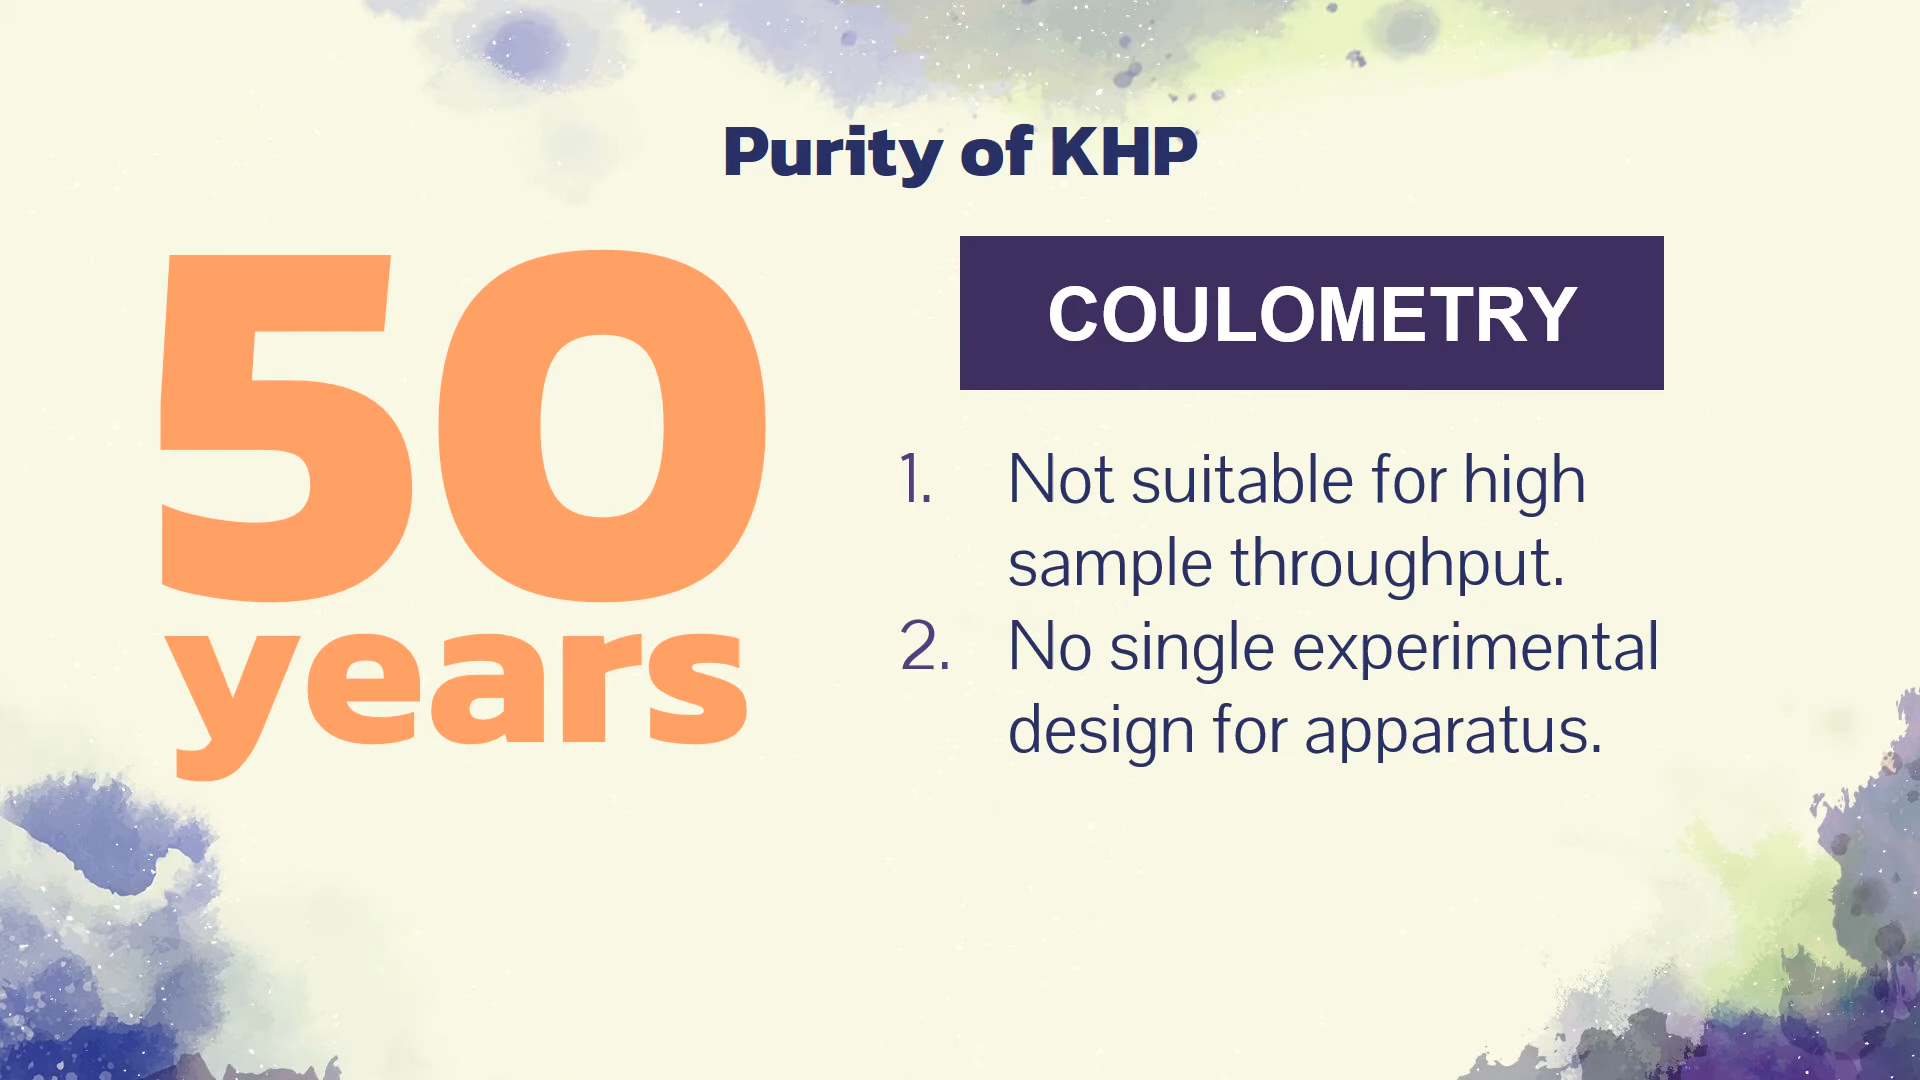 Purity of KHP
50
years
COULOMETRY
1. Not suitable for high
sample throughput.
2. No single experimental
design for apparatus.